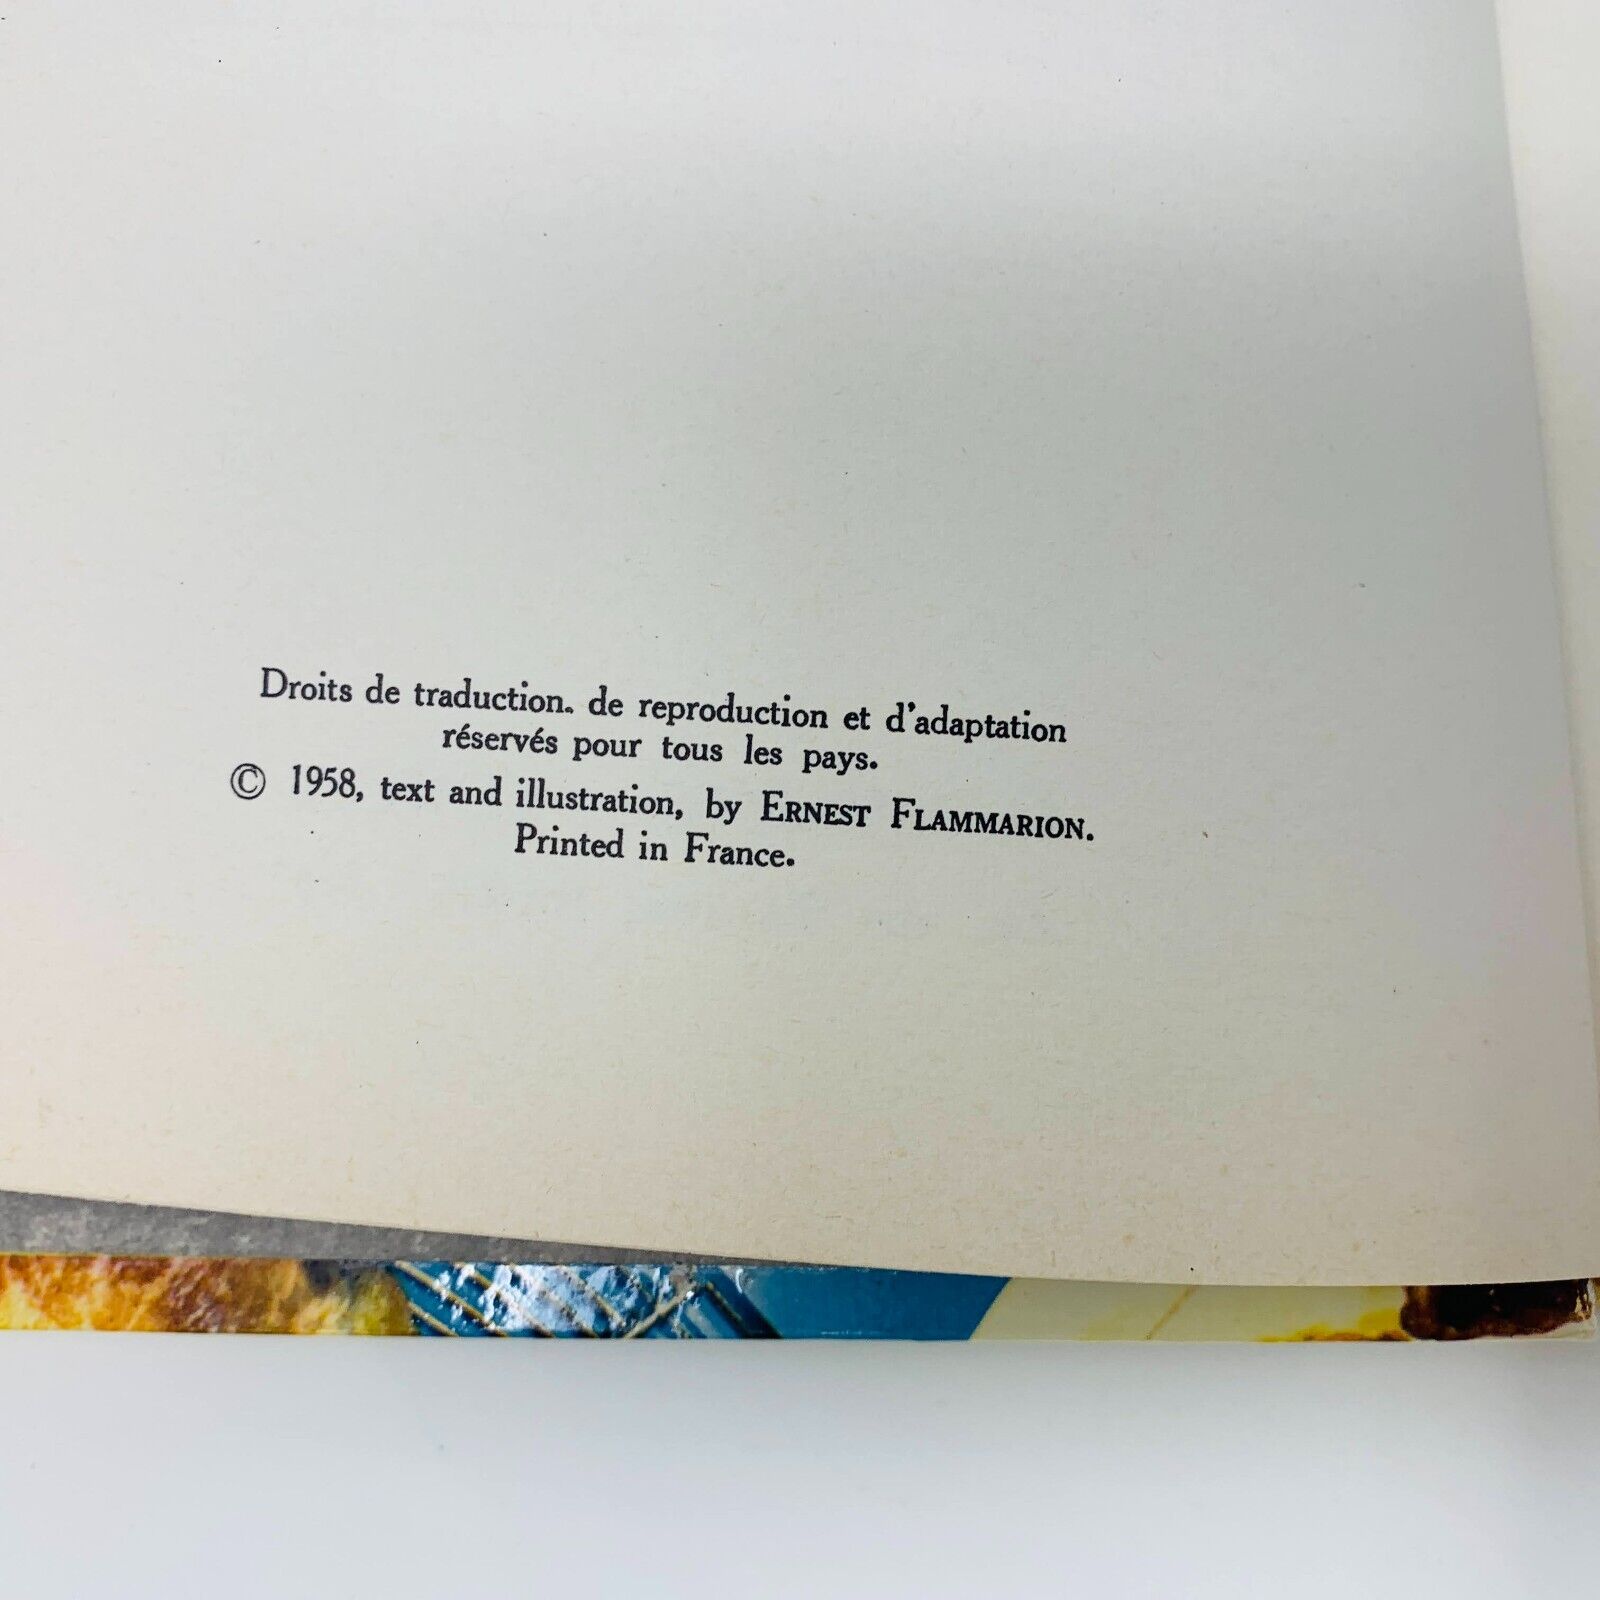 Droits de traduction. de reproduction et d'adaptation
réservés pour tous les pays.
© 1958, text and illustration, by ERNEST FLAMMARION.
Printed in France.